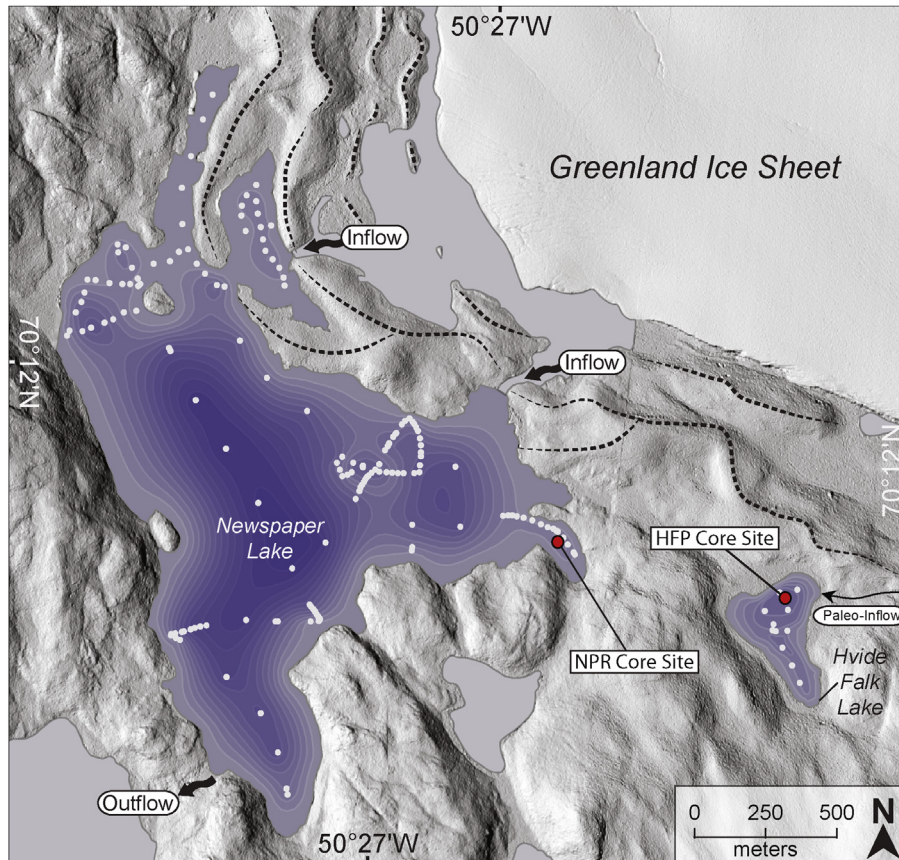 50°27'W
Greenland Ice Sheet
Inflow
Inflow
70°12'N
70°12'N
Newspaper
Lake
HFP Core Site
Paleo-Inflow
NPR Core Site
Hvide
Falk
Lake
Outflow
0 250 500
meters
N
50°27'W